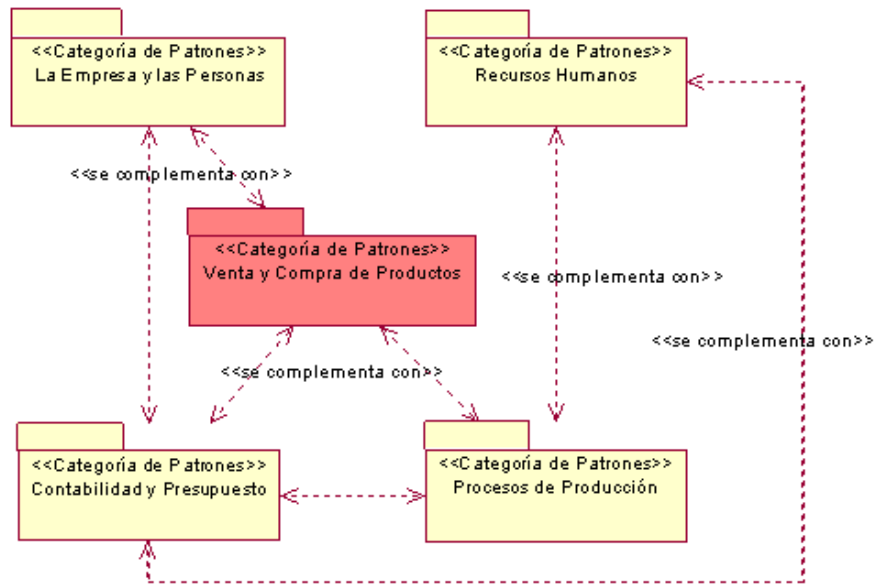 <<Categoría de Patrones>>
La Empresa y las Personas
<<Categoría de Patrones>>
Recursos Humanos
<<se complementa con>>
<<Categoría de Patrones>>
Venta y Compra de Productos
<<se complementa con>>
<<se complementa con>>
<<se complementa con>>
<<Categoría de Patrones>>
Contabilidad y Presupuesto
<<Categoría de Patrones>>
Procesos de Producción